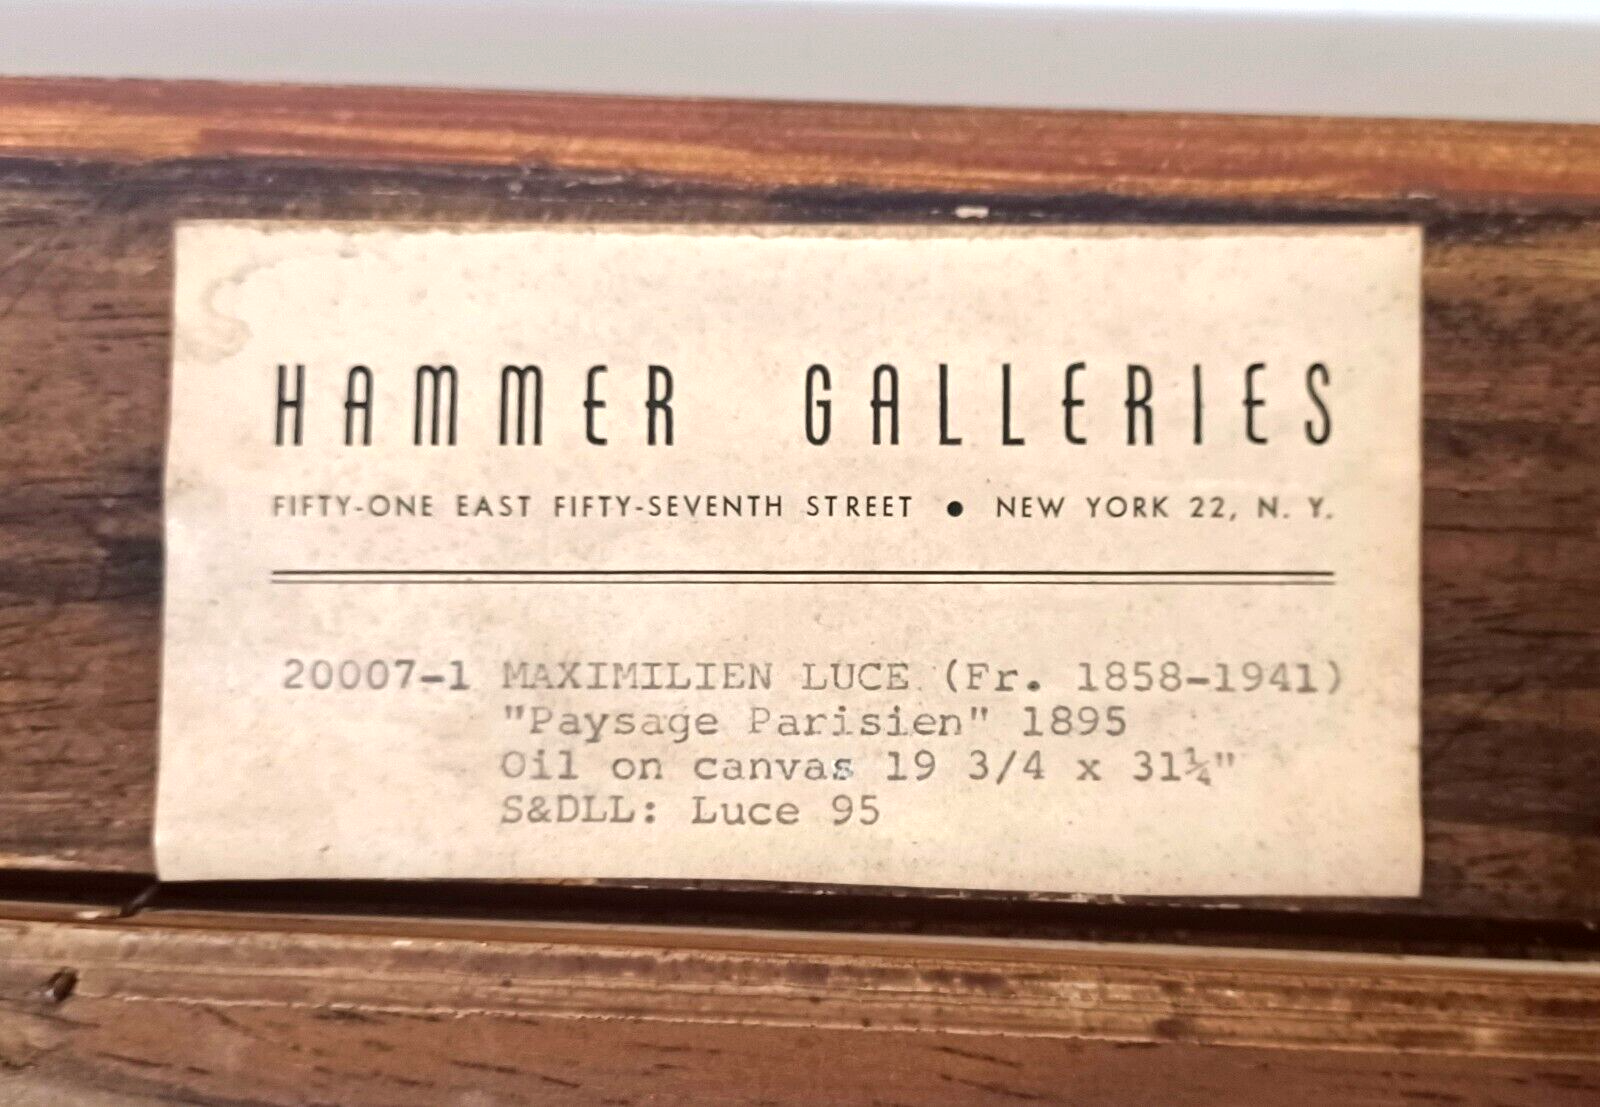 HAMMER GALLERIES
FIFTY-ONE EAST FIFTY-SEVENTH STREET ● NEW YORK 22, N. Y.
20007-1 MAXIMILIEN LUCE (Fr. 1858-1941)
"Paysage Parisien" 1895
Oil on canvas 19 3/4 x 31¼"
S&DLL: Luce 95